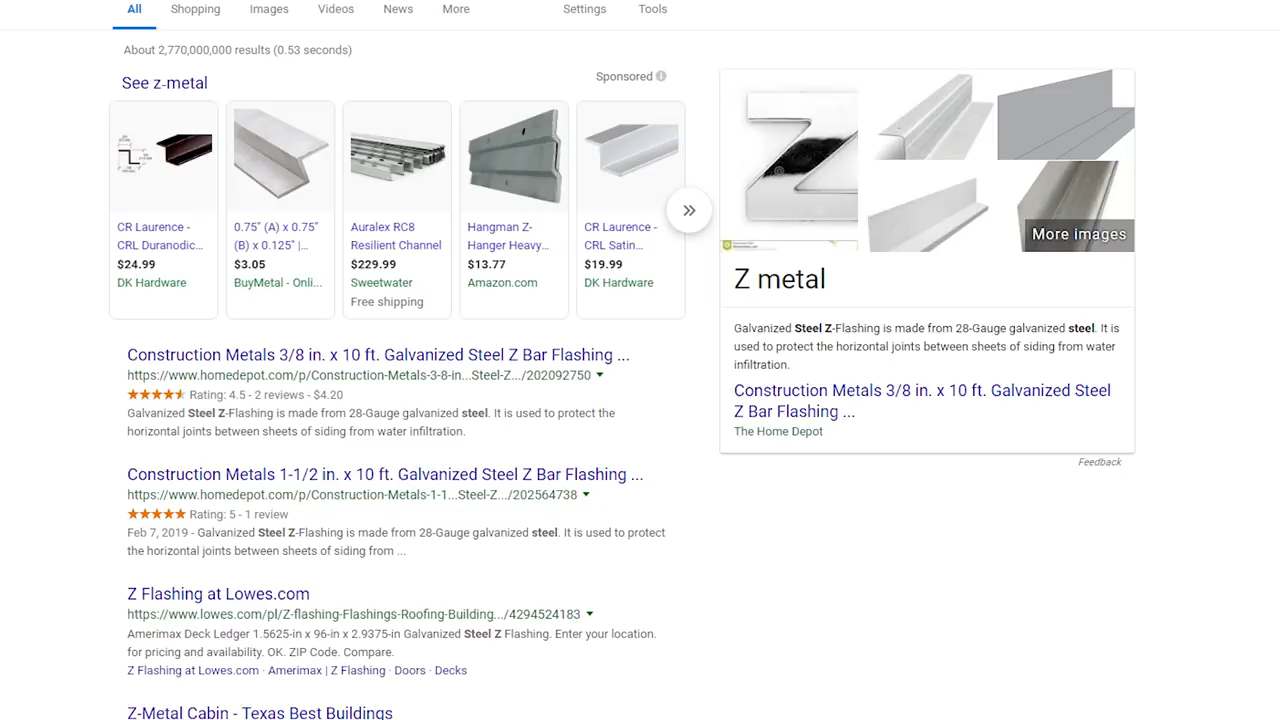 All
Shopping
Images
Videos
News
More
Settings
Tools
About 2,770,000,000 results (0.53 seconds)
See z-metal
Sponsored
CR Laurence -
CRL Duranodic...
$24.99
DK Hardware
0.75" (A) x 0.75"
(B) x 0.125" |...
$3.05
BuyMetal - Onli...
Auralex RC8
Resilient Channel
$229.99
Sweetwater
Free shipping
Hangman Z-
Hanger Heavy...
$13.77
Amazon.com
CR Laurence -
CRL Satin...
$19.99
DK Hardware
Construction Metals 3/8 in. x 10 ft. Galvanized Steel Z Bar Flashing ...
https://www.homedepot.com/p/Construction-Metals-3-8-in...Steel-Z.../202092750
Rating: 4.5 - 2 reviews - $4.20
Galvanized Steel Z-Flashing is made from 28-Gauge galvanized steel. It is used to protect the
horizontal joints between sheets of siding from water infiltration.
Construction Metals 1-1/2 in. x 10 ft. Galvanized Steel Z Bar Flashing ...
https://www.homedepot.com/p/Construction-Metals-1-1...Steel-Z.../202564738
Rating: 5 - 1 review
Feb 7, 2019 - Galvanized Steel Z-Flashing is made from 28-Gauge galvanized steel. It is used to protect
the horizontal joints between sheets of siding from ...
Z Flashing at Lowes.com
https://www.lowes.com/pl/Z-flashing-Flashings-Roofing-Building.../4294524183
Amerimax Deck Ledger 1.5625-in x 96-in x 2.9375-in Galvanized Steel Z Flashing. Enter your location.
for pricing and availability. OK. ZIP Code. Compare.
Z Flashing at Lowes.com · Amerimax | Z Flashing · Doors · Decks
Z-Metal Cabin - Texas Best Buildings
Z
More images
Z metal
Galvanized Steel Z-Flashing is made from 28-Gauge galvanized steel. It is
used to protect the horizontal joints between sheets of siding from water
infiltration.
Construction Metals 3/8 in. x 10 ft. Galvanized Steel
Z Bar Flashing ...
The Home Depot
Feedback